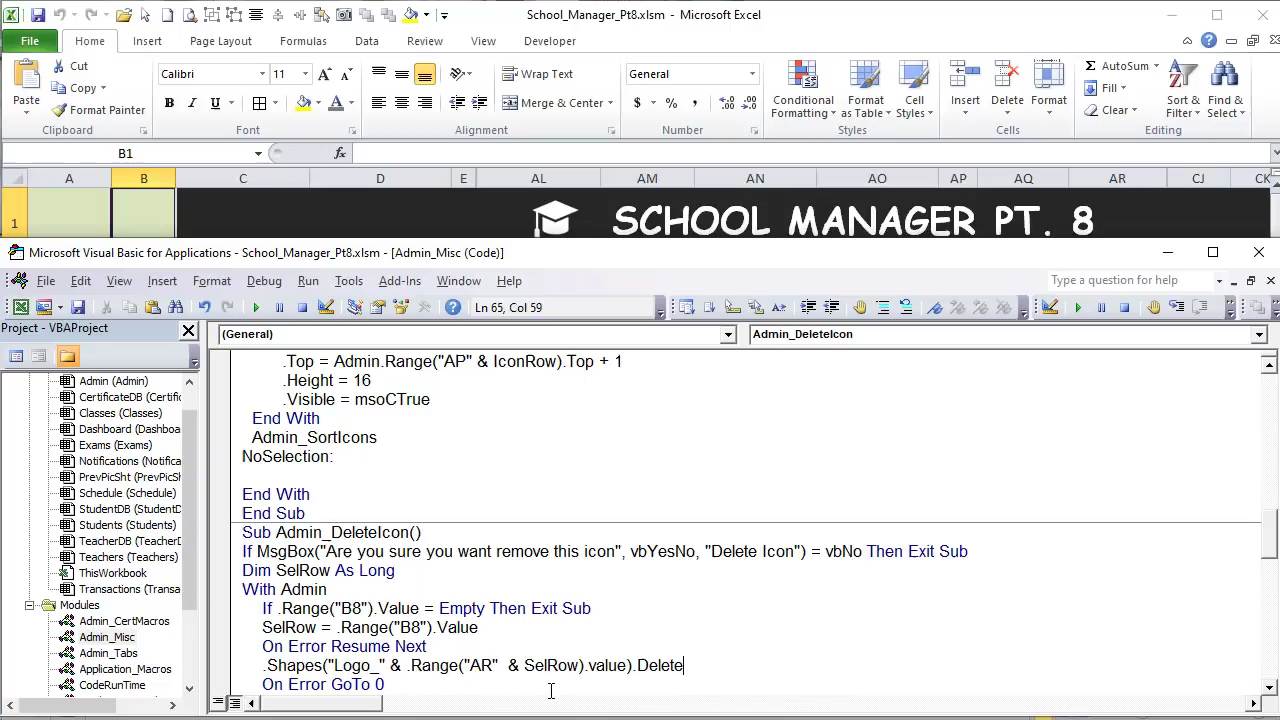 School_Manager_Pt8.xlsm - Microsoft Excel
File Home Insert Page Layout Formulas Data Review View Developer
Cut
Copy
Format Painter
Paste
Calibri 11
B I U A
Wrap Text
Merge & Center
General
$ % ,
Conditional Formatting
Format as Table
Cell Styles
Insert Delete Format
AutoSum
Fill
Clear
Sort & Filter
Find & Select
Clipboard Font Alignment Number Styles Cells Editing
B1 fx
A B C D E AL AM AN AO AP AQ AR CJ CK
1 SCHOOL MANAGER PT. 8
Microsoft Visual Basic for Applications - School_Manager_Pt8.xlsm - [Admin_Misc (Code)]
File Edit View Insert Format Debug Run Tools Add-Ins Window Help Type a question for help
Ln 65, Col 59
Project - VBAProject
(General) Admin_DeleteIcon
Admin (Admin)
CertificateDB (Certific
Classes (Classes)
Dashboard (Dashboa
Exams (Exams)
Notifications (Notifica
PrevPicSht (PrevPicSh
Schedule (Schedule)
StudentDB (StudentD
Students (Students)
TeacherDB (TeacherD
Teachers (Teachers)
ThisWorkbook
Transactions (Transa
Modules
Admin_CertMacros
Admin_Misc
Admin_Tabs
Application_Macros
CodeRunTime
.Top = Admin.Range("AP" & IconRow).Top + 1
.Height = 16
.Visible = msoCTrue
End With
Admin_SortIcons
NoSelection:
End With
End Sub
Sub Admin_DeleteIcon()
If MsgBox("Are you sure you want remove this icon", vbYesNo, "Delete Icon") = vbNo Then Exit Sub
Dim SelRow As Long
With Admin
If .Range("B8").Value = Empty Then Exit Sub
SelRow = .Range("B8").Value
On Error Resume Next
.Shapes("Logo_" & .Range("AR"  & SelRow).value).Delete
On Error GoTo 0